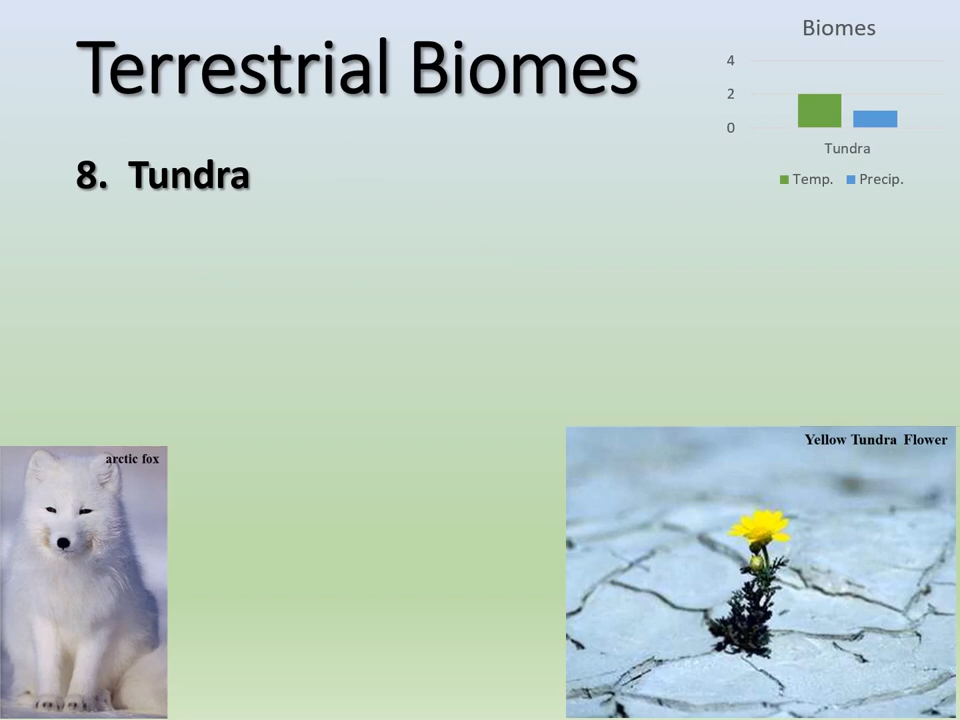 Terrestrial Biomes
8. Tundra
Biomes
4
2
0
Tundra
Temp. Precip.
arctic fox
Yellow Tundra Flower